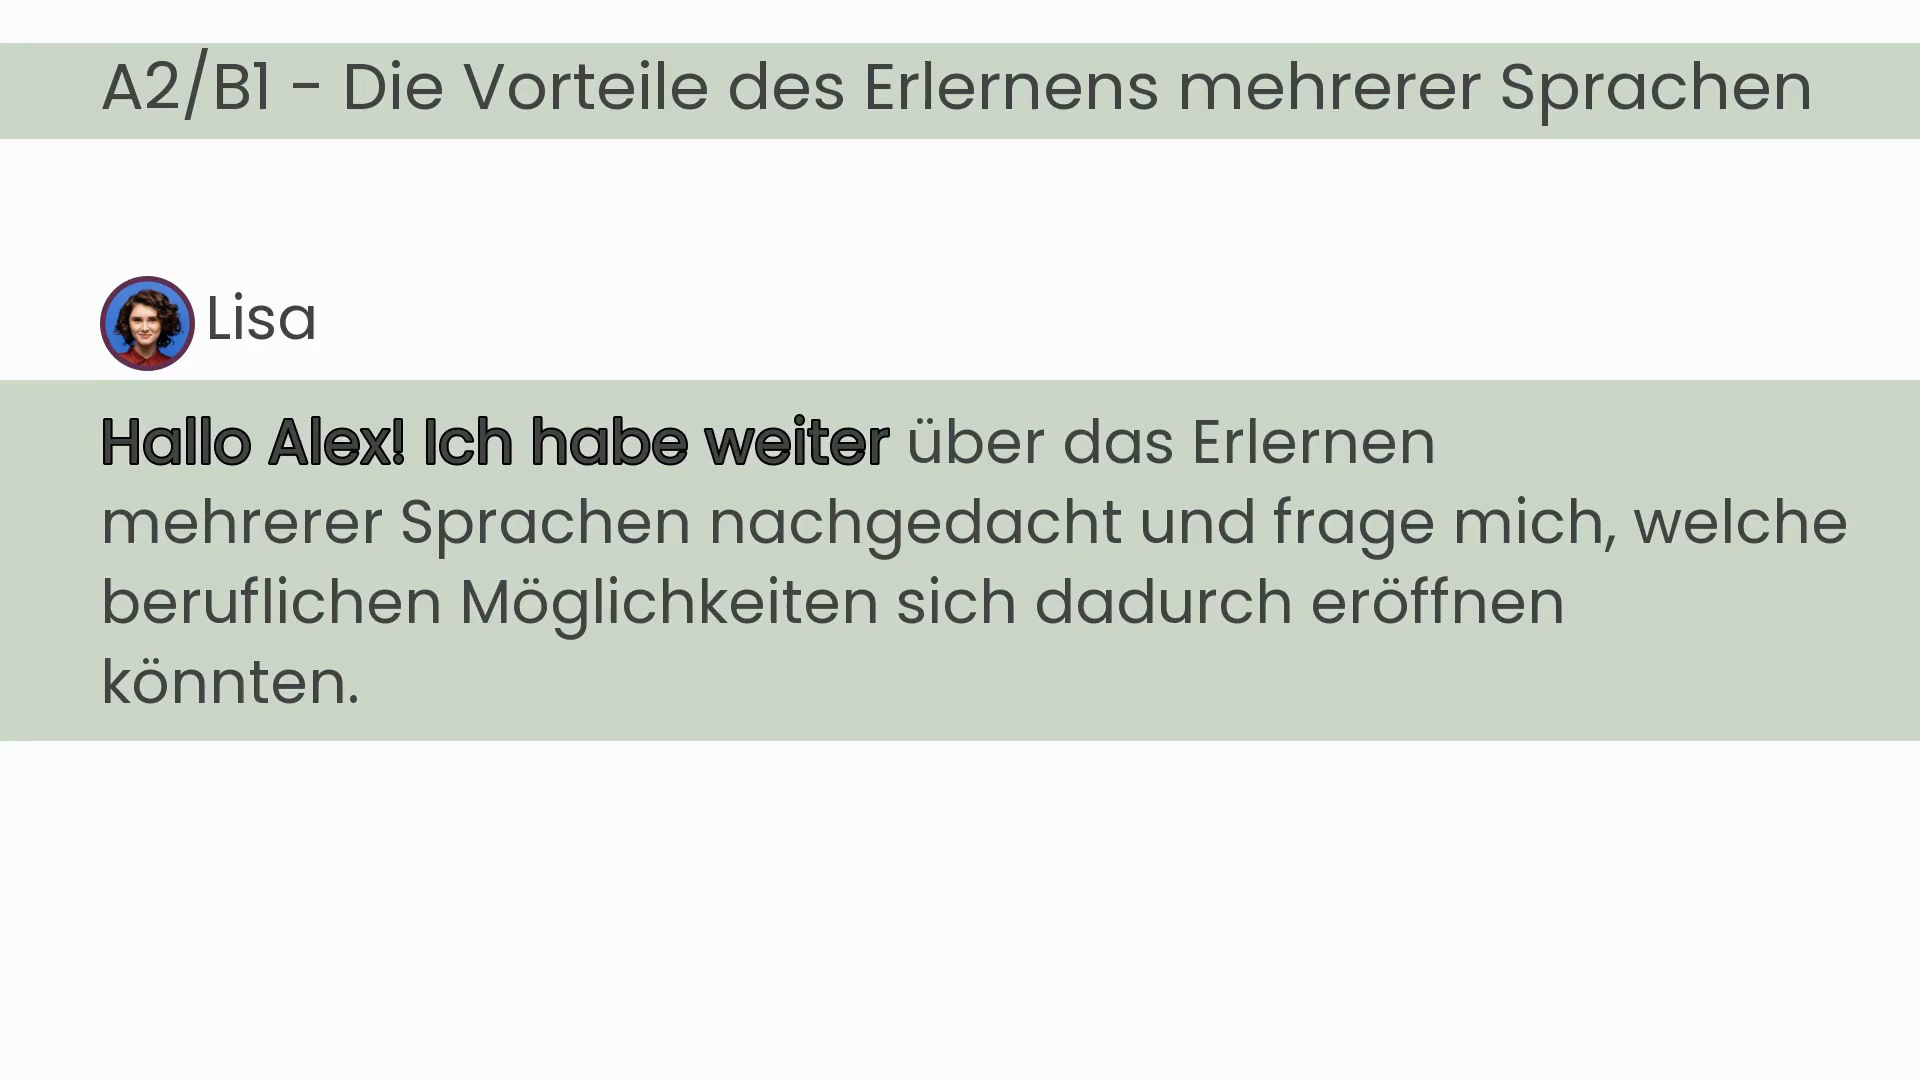 A2/B1 - Die Vorteile des Erlernens mehrerer Sprachen
Lisa
Hallo Alex! Ich habe weiter über das Erlernen
mehrerer Sprachen nachgedacht und frage mich, welche
beruflichen Möglichkeiten sich dadurch eröffnen
könnten.